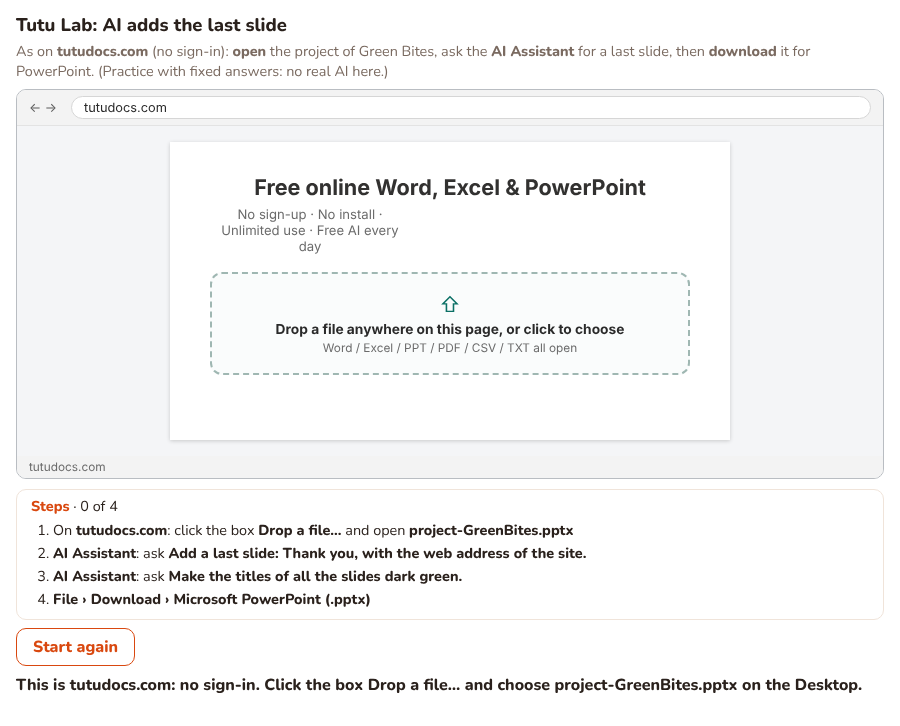 Tutu Lab: AI adds the last slide
As on tutudocs.com (no sign-in): open the project of Green Bites, ask the AI Assistant for a last slide, then download it for
PowerPoint. (Practice with fixed answers: no real AI here.)
← → tutudocs.com
Free online Word, Excel & PowerPoint
No sign-up · No install ·
Unlimited use · Free AI every
day
Drop a file anywhere on this page, or click to choose
Word / Excel / PPT / PDF / CSV / TXT all open
tutudocs.com
Steps · 0 of 4
1. On tutudocs.com: click the box Drop a file... and open project-GreenBites.pptx
2. AI Assistant: ask Add a last slide: Thank you, with the web address of the site.
3. AI Assistant: ask Make the titles of all the slides dark green.
4. File › Download › Microsoft PowerPoint (.pptx)
Start again
This is tutudocs.com: no sign-in. Click the box Drop a file... and choose project-GreenBites.pptx on the Desktop.